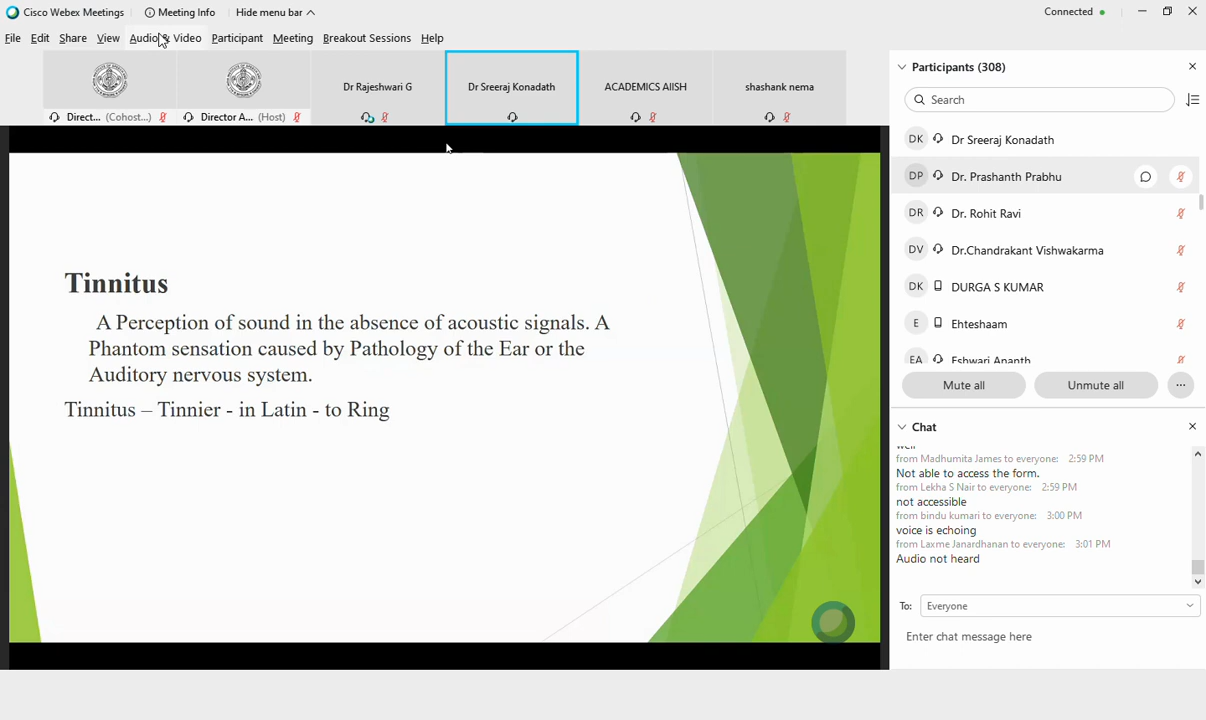 Cisco Webex Meetings
Meeting Info
Hide menu bar
Connected
File Edit Share View Audio & Video Participant Meeting Breakout Sessions Help
Dr Rajeshwari G
Dr Sreeraj Konadath
ACADEMICS AIISH
shashank nema
Direct... (Cohost...)
Director A... (Host)
Tinnitus
A Perception of sound in the absence of acoustic signals. A
Phantom sensation caused by Pathology of the Ear or the
Auditory nervous system.
Tinnitus – Tinnier - in Latin - to Ring
Participants (308)
Search
DK Dr Sreeraj Konadath
DP Dr. Prashanth Prabhu
DR Dr. Rohit Ravi
DV Dr.Chandrakant Vishwakarma
DK DURGA S KUMAR
E Ehteshaam
EA Eshwari Ananth
Mute all
Unmute all
...
Chat
well
from Madhumita James to everyone: 2:59 PM
Not able to access the form.
from Lekha S Nair to everyone: 2:59 PM
not accessible
from bindu kumari to everyone: 3:00 PM
voice is echoing
from Laxme Janardhanan to everyone: 3:01 PM
Audio not heard
To: Everyone
Enter chat message here